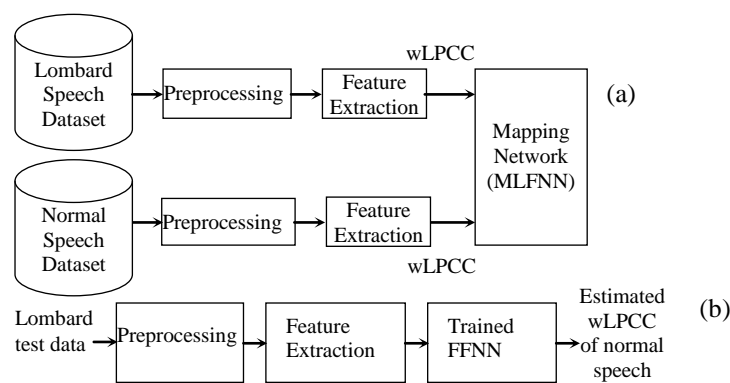 wLPCC
Lombard
Speech
Dataset
Preprocessing
Feature
Extraction
(a)
Mapping
Network
(MLFNN)
Normal
Speech
Dataset
Preprocessing
Feature
Extraction
wLPCC
Lombard
test data
Preprocessing
Feature
Extraction
Trained
FFNN
Estimated
wLPCC
of normal
speech
(b)